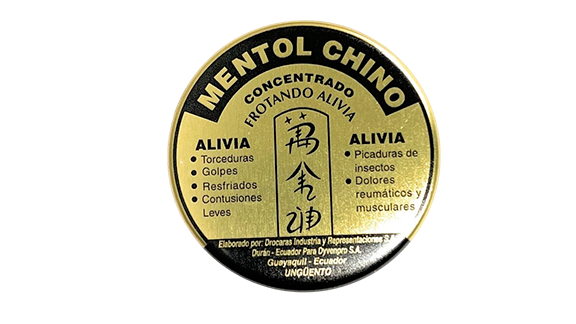 MENTOL CHINO
CONCENTRADO
FROTANDO ALIVIA
ALIVIA
• Torceduras
• Golpes
• Resfriados
• Contusiones
Leves
萬
金
油
ALIVIA
• Picaduras de
insectos
• Dolores
reumáticos y
musculares
Elaborado por: Drocaras Industria y Representaciones S.A.
Durán - Ecuador Para Dyvenpro S.A.
Guayaquil - Ecuador
UNGÜENTO